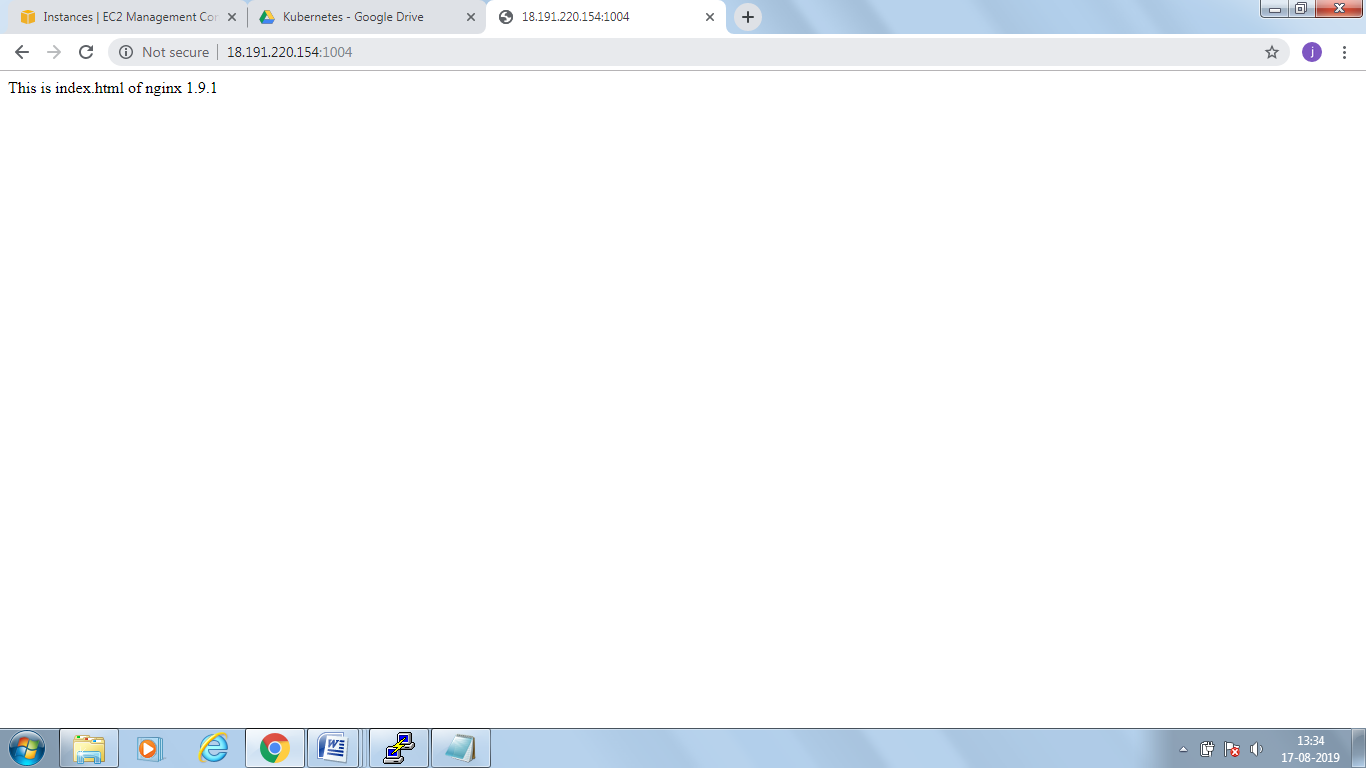 Instances | EC2 Management Con
Kubernetes - Google Drive
18.191.220.154:1004
Not secure
18.191.220.154:1004
j
This is index.html of nginx 1.9.1
13:34
17-08-2019